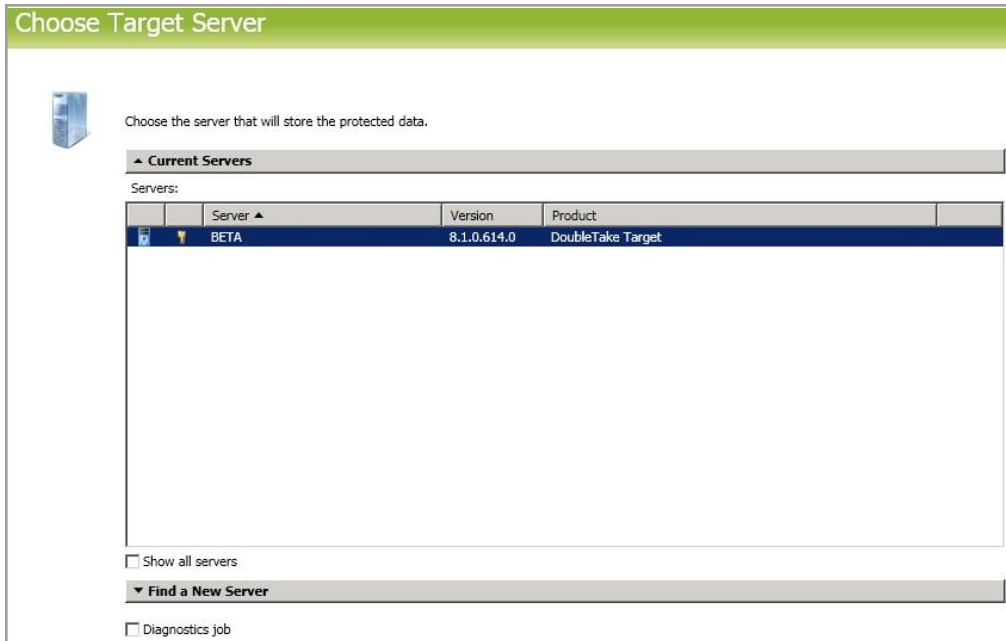 Choose Target Server
Choose the server that will store the protected data.
▲ Current Servers
Servers:
Server ▲ Version Product
BETA 8.1.0.614.0 DoubleTake Target
Show all servers
▼ Find a New Server
Diagnostics job